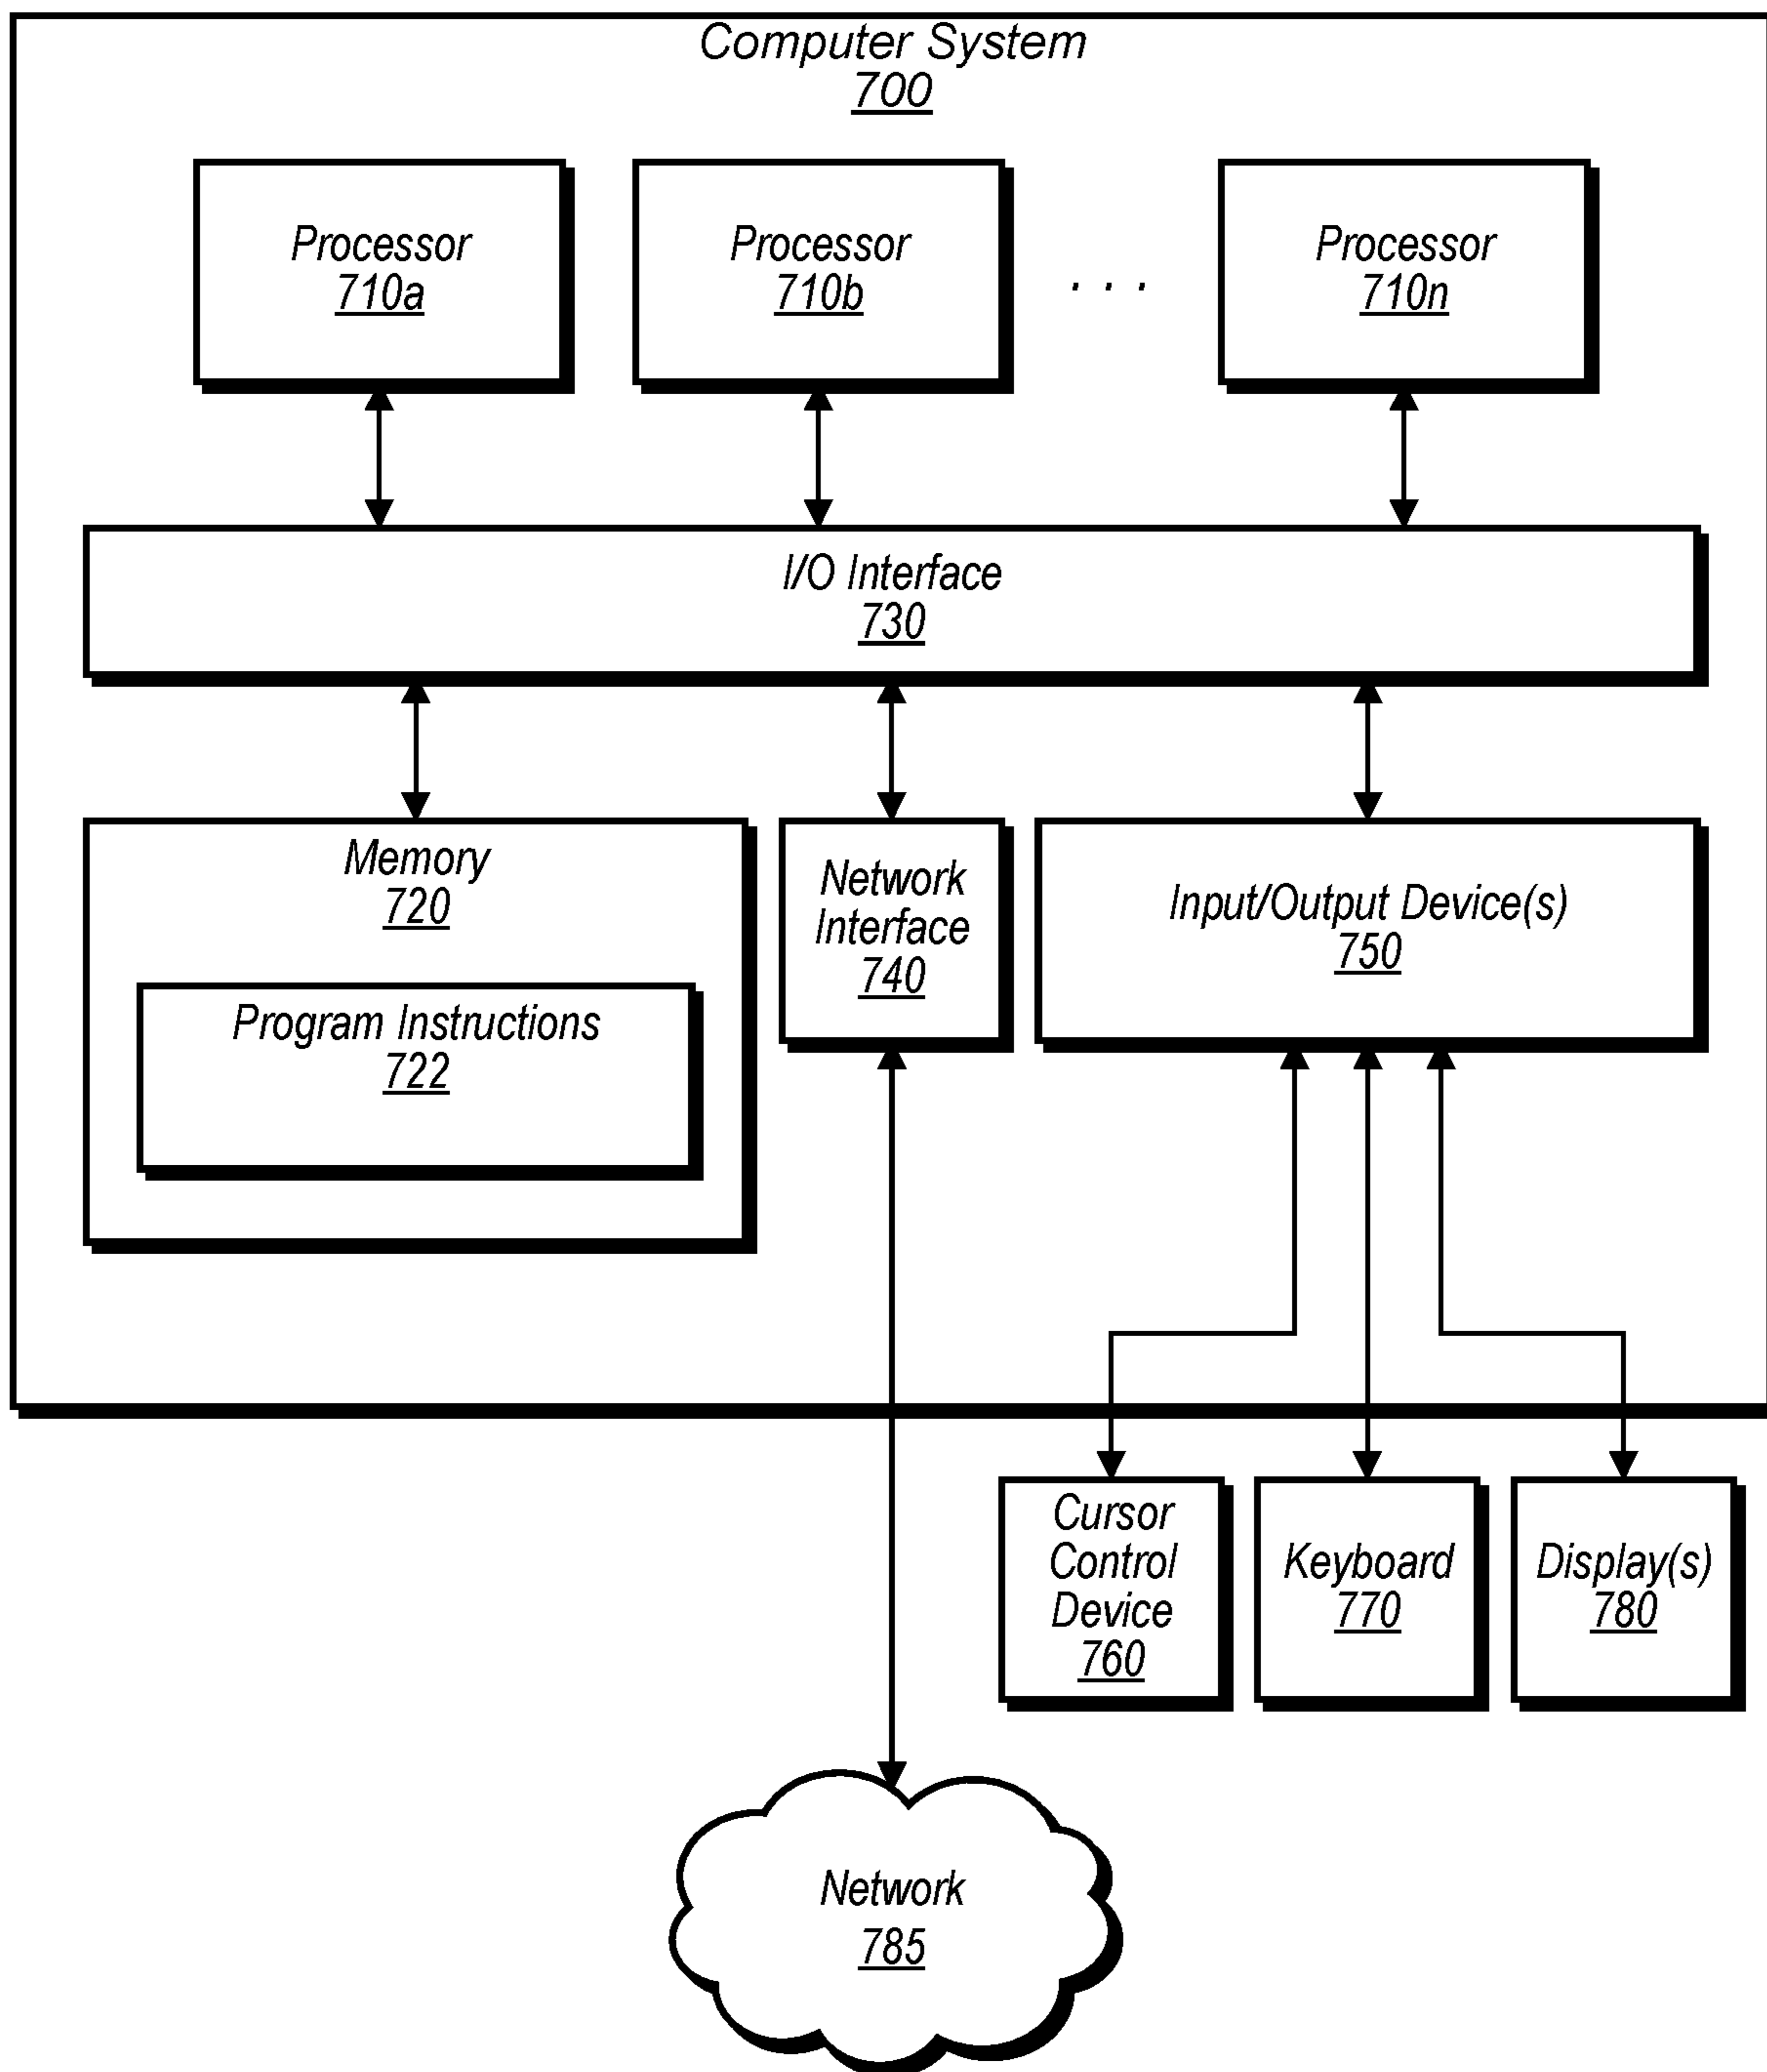 Computer System
700
Processor
710a
Processor
710b
. . .
Processor
710n
I/O Interface
730
Memory
720
Program Instructions
722
Network
Interface
740
Input/Output Device(s)
750
Cursor
Control
Device
760
Keyboard
770
Display(s)
780
Network
785